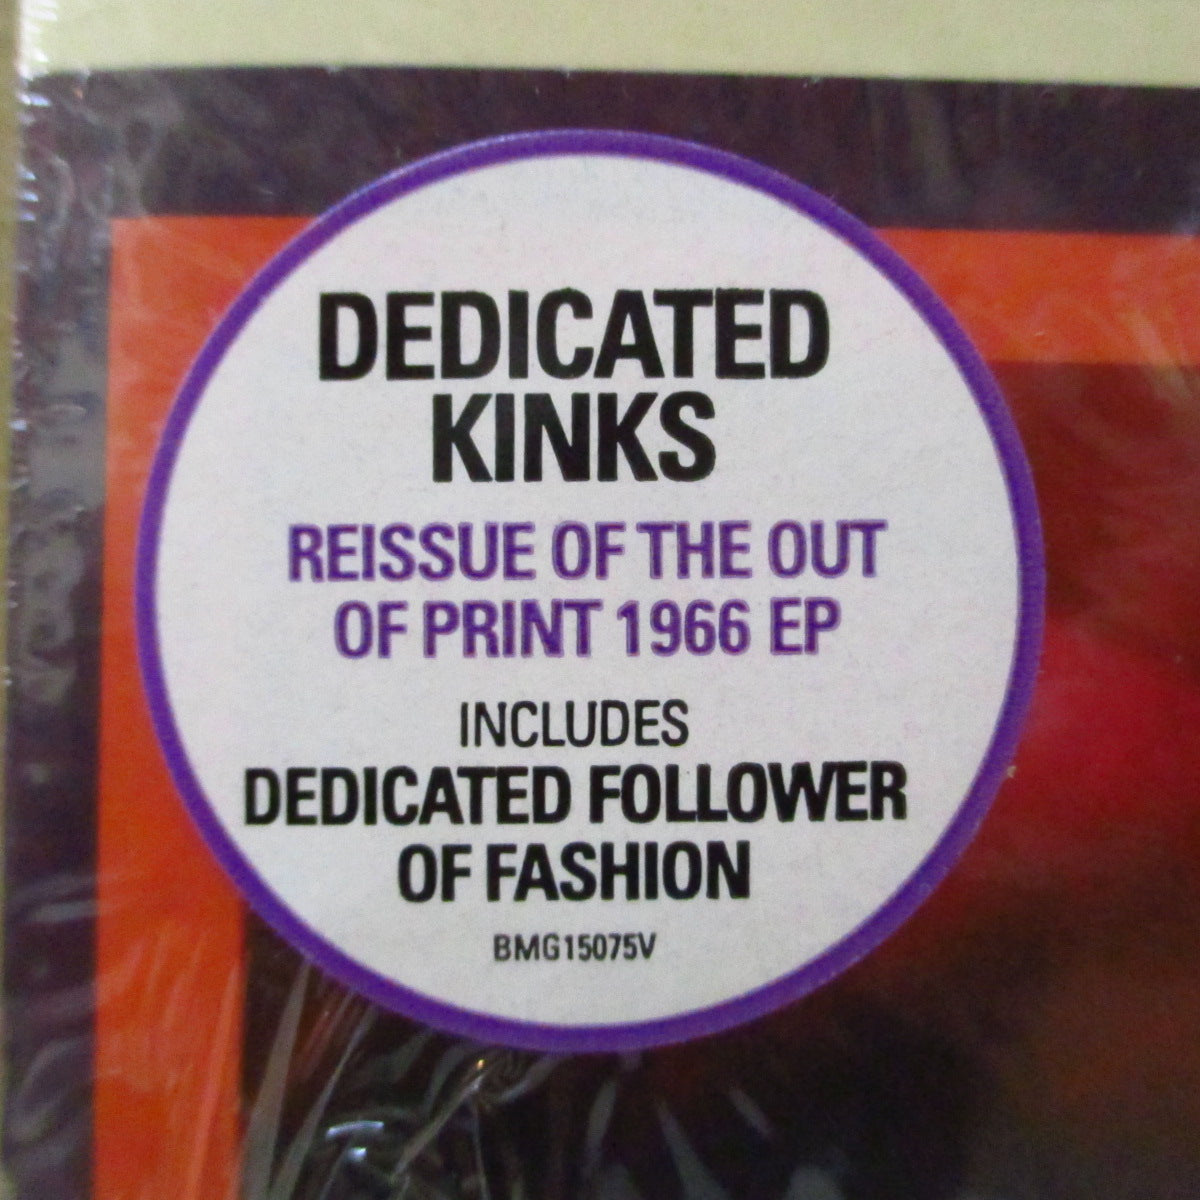 DEDICATED
KINKS
REISSUE OF THE OUT
OF PRINT 1966 EP
INCLUDES
DEDICATED FOLLOWER
OF FASHION
BMG15075V